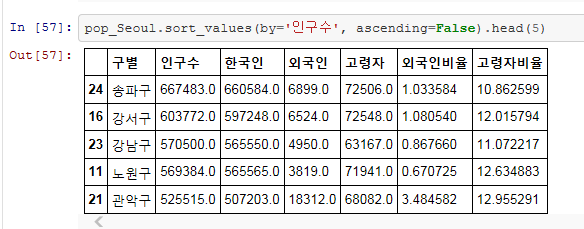 In [57]: pop_Seoul.sort_values(by='인구수', ascending=False).head(5)
Out[57]:
구별 인구수 한국인 외국인 고령자 외국인비율 고령자비율
24 송파구 667483.0 660584.0 6899.0 72506.0 1.033584 10.862599
16 강서구 603772.0 597248.0 6524.0 72548.0 1.080540 12.015794
23 강남구 570500.0 565550.0 4950.0 63167.0 0.867660 11.072217
11 노원구 569384.0 565565.0 3819.0 71941.0 0.670725 12.634883
21 관악구 525515.0 507203.0 18312.0 68082.0 3.484582 12.955291